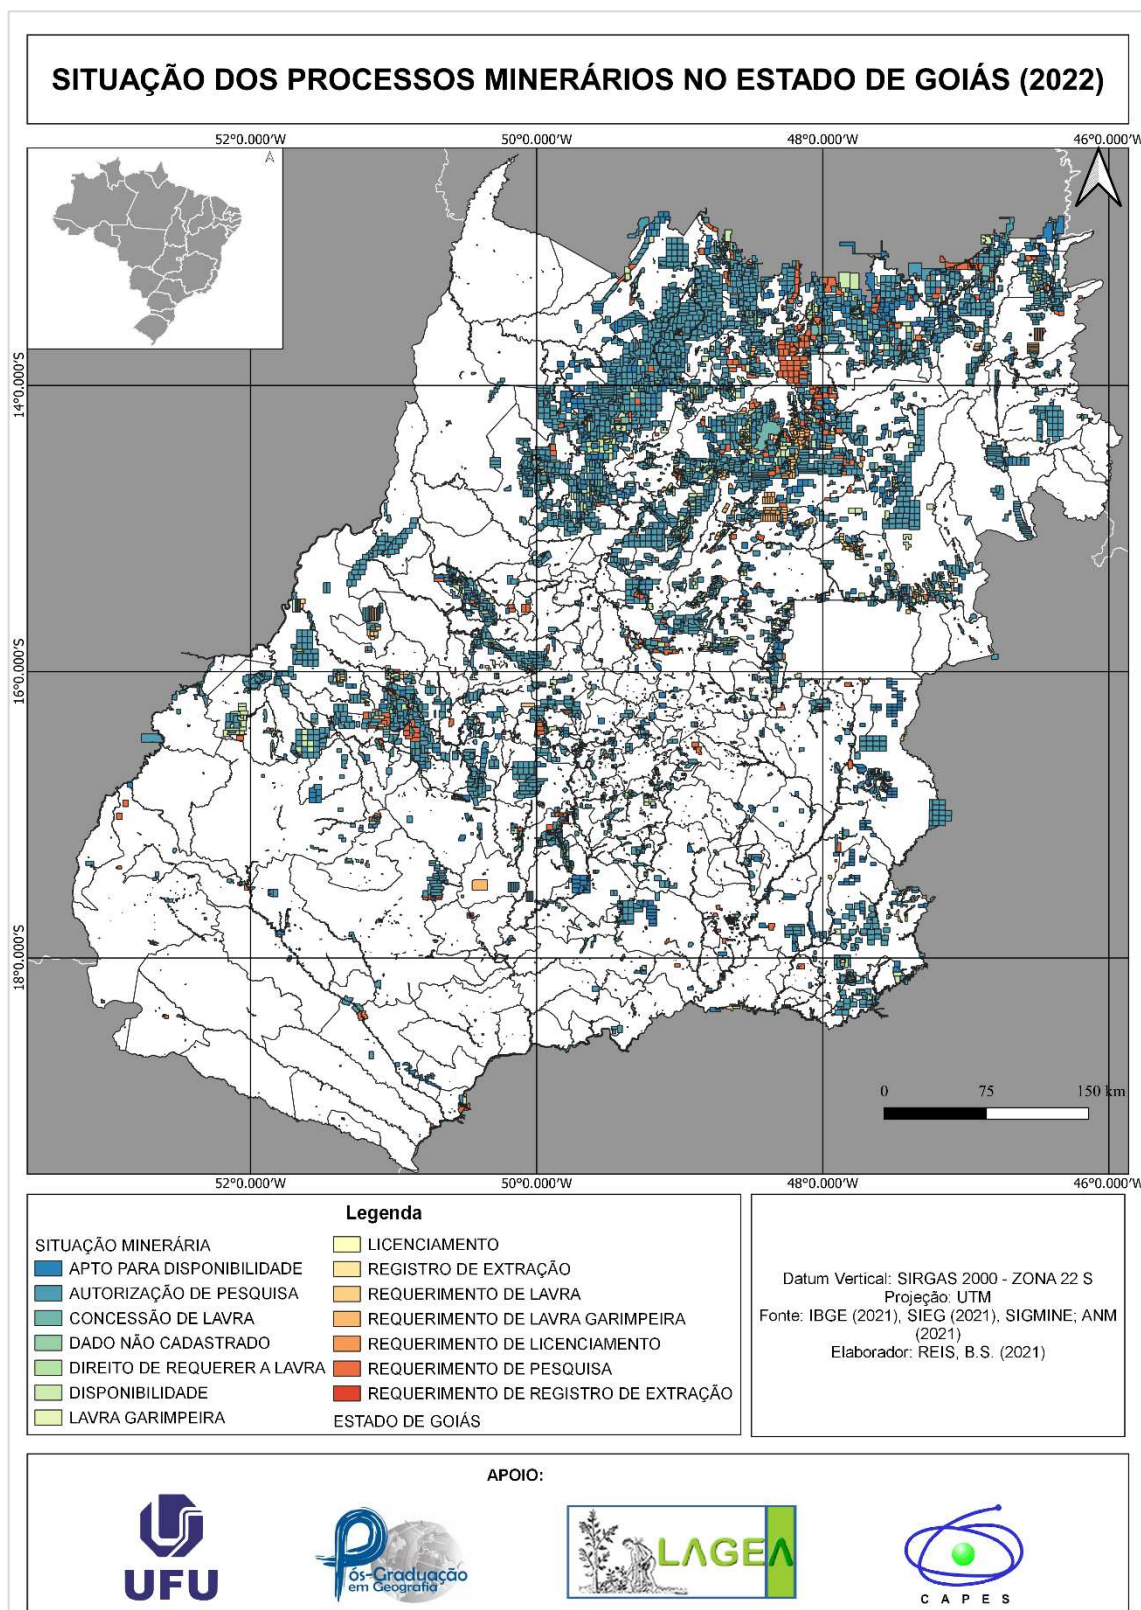 SITUAÇÃO DOS PROCESSOS MINERÁRIOS NO ESTADO DE GOIÁS (2022)
52°0.000'W 50°0.000'W 48°0.000'W 46°0.000'W
14°0.000'S
16°0.000'S
18°0.000'S
0 75 150 km
52°0.000'W 50°0.000'W 48°0.000'W 46°0.000'W
Legenda
SITUAÇÃO MINERÁRIA
APTO PARA DISPONIBILIDADE
AUTORIZAÇÃO DE PESQUISA
CONCESSÃO DE LAVRA
DADO NÃO CADASTRADO
DIREITO DE REQUERER A LAVRA
DISPONIBILIDADE
LAVRA GARIMPEIRA
LICENCIAMENTO
REGISTRO DE EXTRAÇÃO
REQUERIMENTO DE LAVRA
REQUERIMENTO DE LAVRA GARIMPEIRA
REQUERIMENTO DE LICENCIAMENTO
REQUERIMENTO DE PESQUISA
REQUERIMENTO DE REGISTRO DE EXTRAÇÃO
ESTADO DE GOIÁS
Datum Vertical: SIRGAS 2000 - ZONA 22 S
Projeção: UTM
Fonte: IBGE (2021), SIEG (2021), SIGMINE; ANM
(2021)
Elaborador: REIS, B.S. (2021)
APOIO:
UFU
Pós-Graduação
em Geografia
LAGEA
CAPES